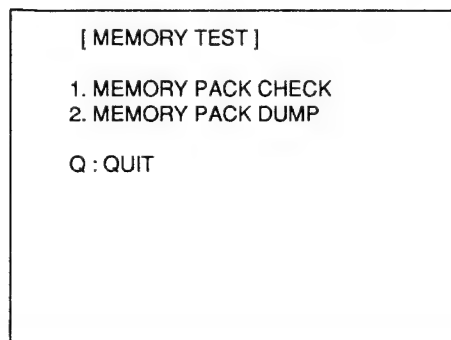 [ MEMORY TEST ]
1. MEMORY PACK CHECK
2. MEMORY PACK DUMP
Q : QUIT